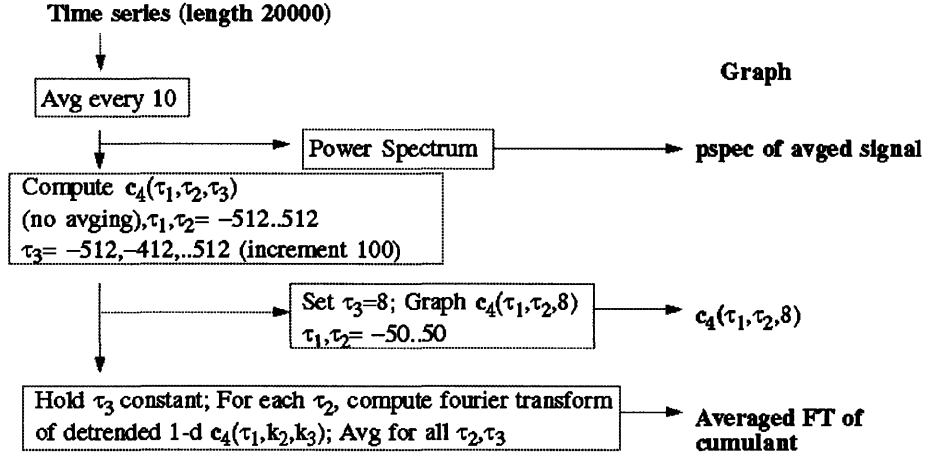 Time series (length 20000)
Graph
Avg every 10
Power Spectrum
pspec of avged signal
Compute c₄(τ₁,τ₂,τ₃)
(no avging),τ₁,τ₂= −512..512
τ₃= −512,−412,..512 (increment 100)
Set τ₃=8; Graph c₄(τ₁,τ₂,8)
τ₁,τ₂= −50..50
c₄(τ₁,τ₂,8)
Hold τ₃ constant; For each τ₂, compute fourier transform
of detrended 1-d c₄(τ₁,k₂,k₃); Avg for all τ₂,τ₃
Averaged FT of
cumulant